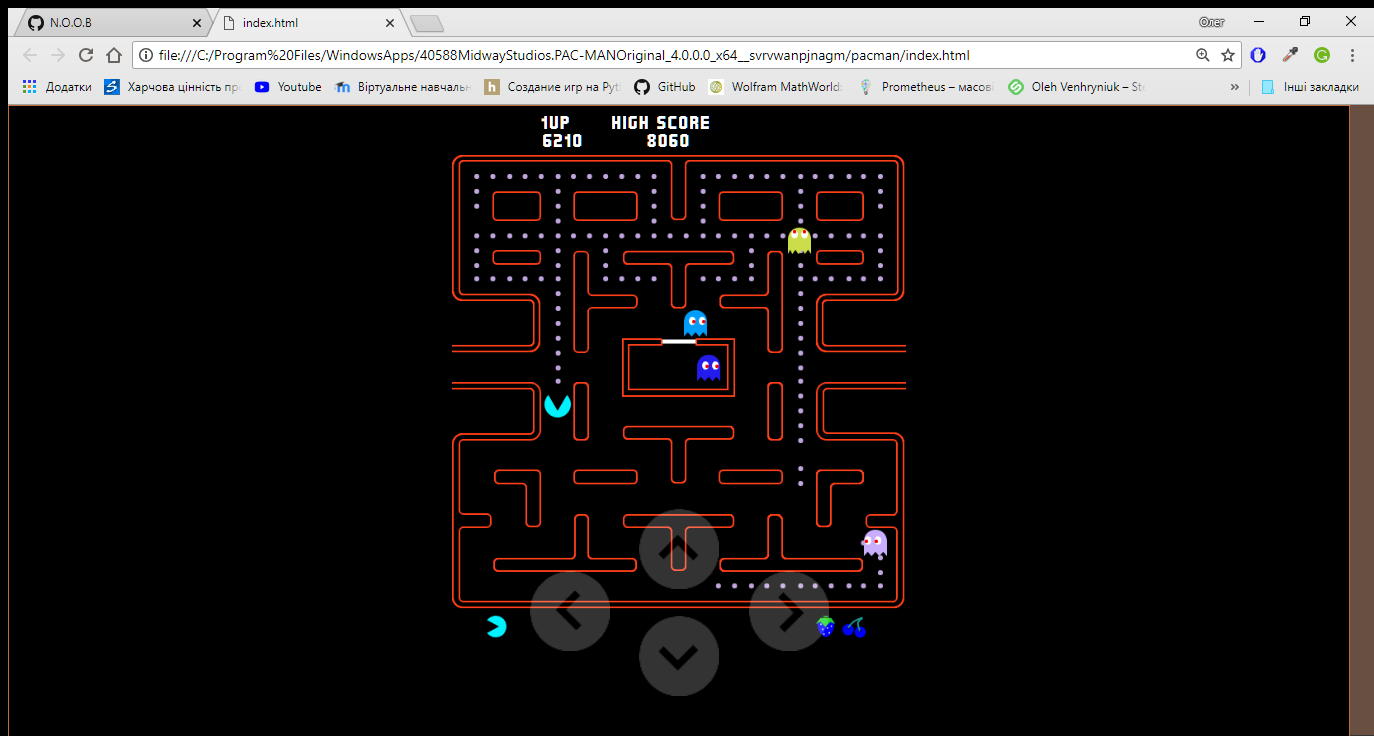 N.O.O.B
index.html
Олег
file:///C:/Program%20Files/WindowsApps/40588MidwayStudios.PAC-MANOriginal_4.0.0.0_x64__svrvwanpjnagm/pacman/index.html
Додатки Харчова цінність пр Youtube Віртуальне навчаль Создание игр на Pyt GitHub Wolfram MathWorld: Prometheus – масов Oleh Venhryniuk – St » Інші закладки
1UP HIGH SCORE
6210 8060